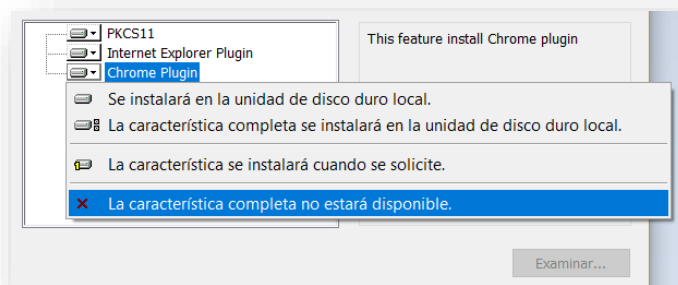 PKCS11
This feature install Chrome plugin
Internet Explorer Plugin
Chrome Plugin
Se instalará en la unidad de disco duro local.
La característica completa se instalará en la unidad de disco duro local.
La característica se instalará cuando se solicite.
La característica completa no estará disponible.
Examinar...